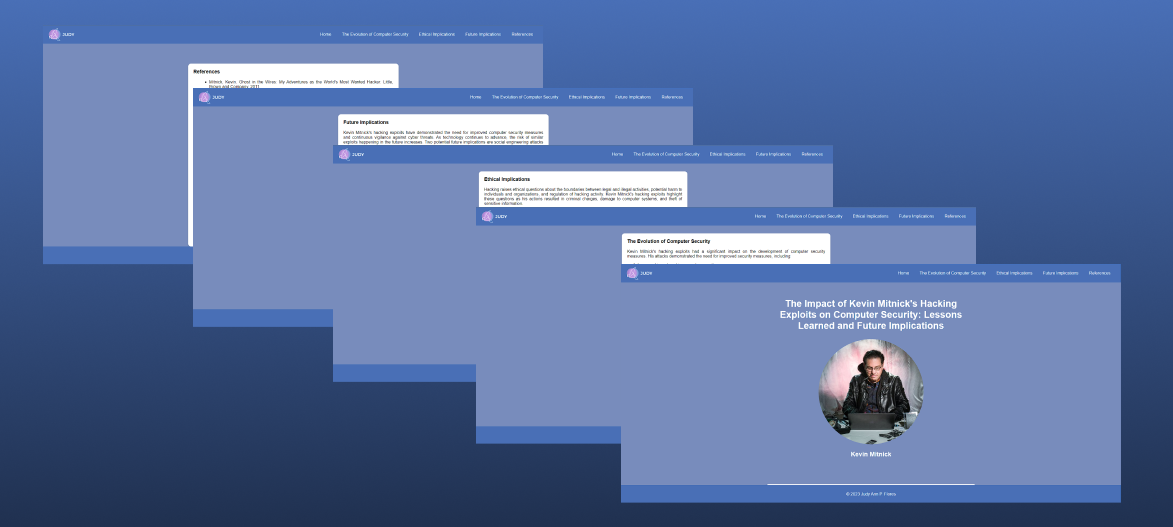 JUDY
Home The Evolution of Computer Security Ethical Implications Future Implications References
References
Mitnick, Kevin. Ghost in the Wires: My Adventures as the World's Most Wanted Hacker. Little,
Brown and Company, 2011
JUDY
Home The Evolution of Computer Security Ethical Implications Future Implications References
Future Implications
Kevin Mitnick's hacking exploits have demonstrated the need for improved computer security measures
and continuous vigilance against cyber threats. As technology continues to advance, the risk of similar
exploits happening in the future increases. Two potential future implications are social engineering attacks
JUDY
Home The Evolution of Computer Security Ethical Implications Future Implications References
Ethical Implications
Hacking raises ethical questions about the boundaries between legal and illegal activities, potential harm to
individuals and organizations, and regulation of hacking activity. Kevin Mitnick's hacking exploits highlight
these questions as his actions resulted in criminal charges, damage to computer systems, and theft of
sensitive information.
JUDY
Home The Evolution of Computer Security Ethical Implications Future Implications References
The Evolution of Computer Security
Kevin Mitnick's hacking exploits had a significant impact on the development of computer security
measures. His attacks demonstrated the need for improved security measures, including
JUDY
Home The Evolution of Computer Security Ethical Implications Future Implications References
The Impact of Kevin Mitnick's Hacking
Exploits on Computer Security: Lessons
Learned and Future Implications
Kevin Mitnick
© 2023 Judy Ann P. Flores